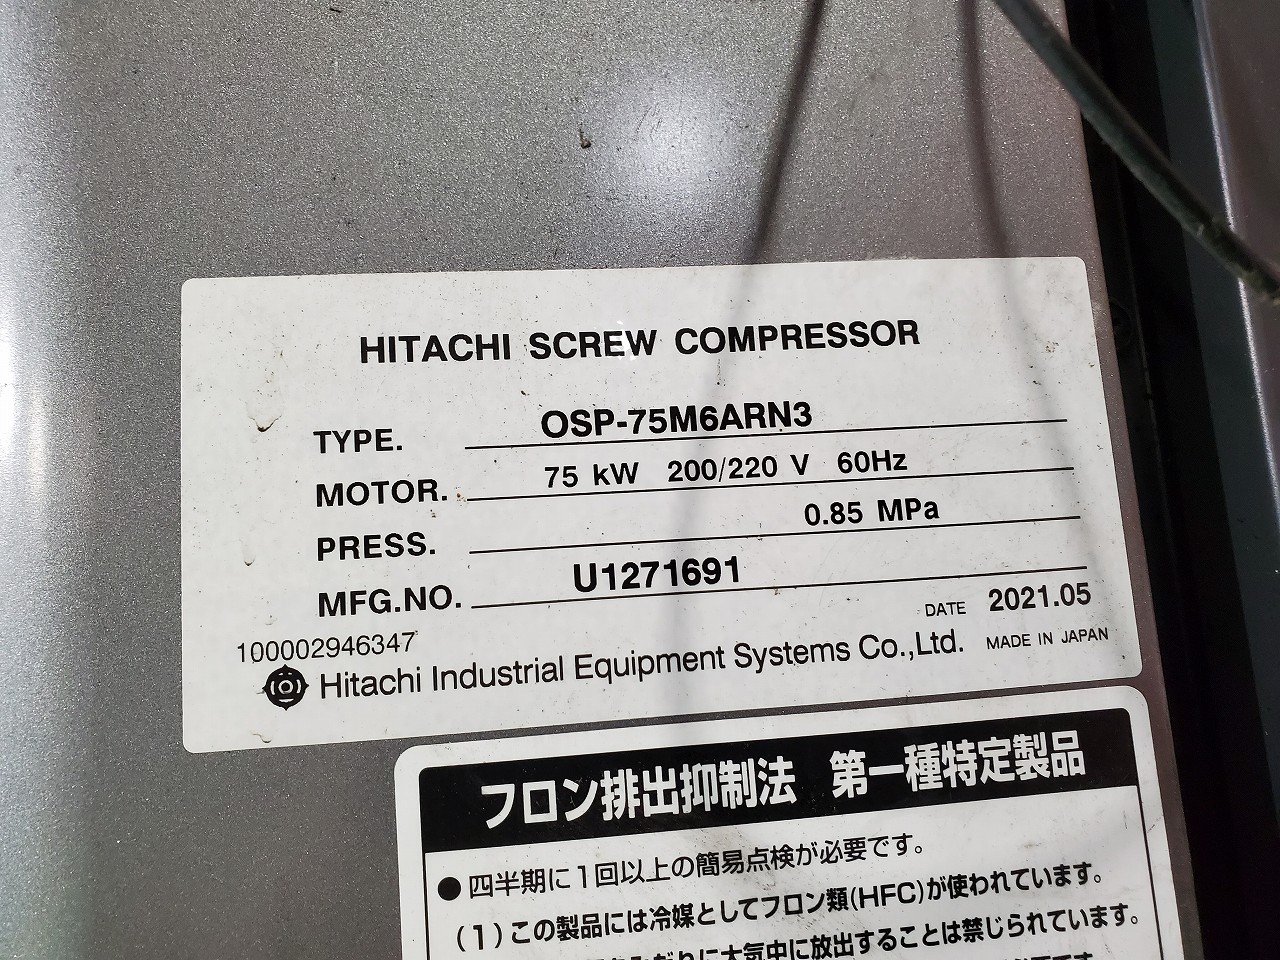 HITACHI SCREW COMPRESSOR
TYPE. OSP-75M6ARN3
MOTOR. 75 kW 200/220 V 60Hz
PRESS. 0.85 MPa
MFG.NO. U1271691
DATE 2021.05
100002946347
Hitachi Industrial Equipment Systems Co.,Ltd. MADE IN JAPAN
フロン排出抑制法 第一種特定製品
●四半期に1回以上の簡易点検が必要です。
(1)この製品には冷媒としてフロン類(HFC)が使われています。
に大気中に放出することは禁じられています。